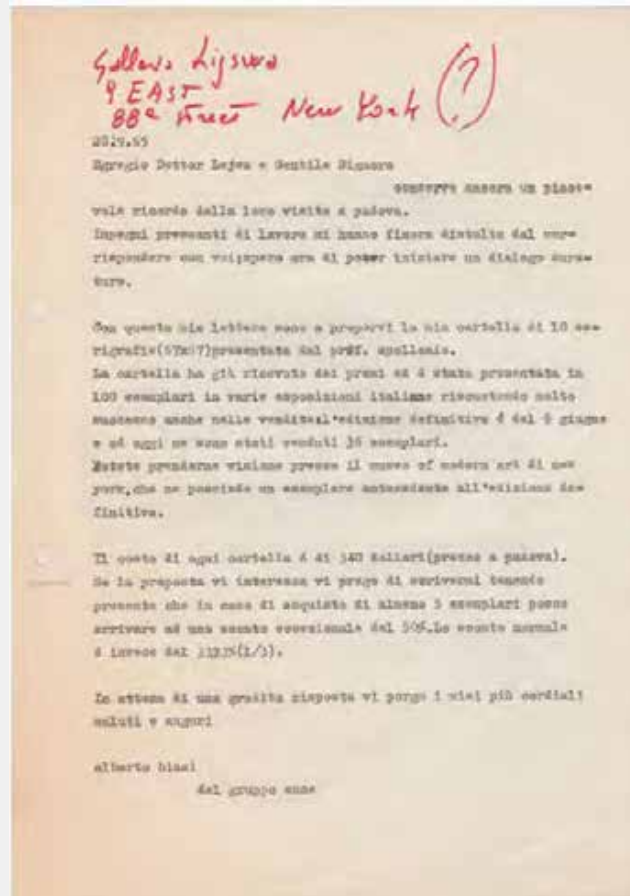 9 EAST
88ª street New York (?)
20.9.65
Egregio Dottor Lejwa e Gentile Signora
conservo ancora un piace=
vole ricordo della loro visita a padova.
Impegni pressanti di lavoro mi hanno finora distolto dal cor=
rispondere con voi;spero ora di poter iniziare un dialogo dura=
turo.
Con questa mia lettera sono a proporvi la mia cartella di 10 se=
rigrafie presentata dal prof. apollonio.
La cartella ha già ricevuto dei premi ed è stata presentata in
100 esemplari in varie esposizioni italiane riscuotendo molto
successo anche nelle vendite:l'edizione definitiva è del giugno
e ad oggi ne sono stati venduti 36 esemplari.
Potete prenderne visione presso il museo of modern art di new
york,che ne possiede un esemplare antecedente all'edizione de=
finitiva.
Il costo di ogni cartella è di 340 dollari(prezzo a padova).
Se la proposta vi interessa vi prego di scrivermi tenendo
presente che in caso di acquisto di almeno 5 esemplari posso
arrivare ad uno sconto eccezionale del 50%.Lo sconto normale
è invece del (1/3).
In attesa di una gradita risposta vi porgo i miei più cordiali
saluti e auguri
alberto biasi
del gruppo enne